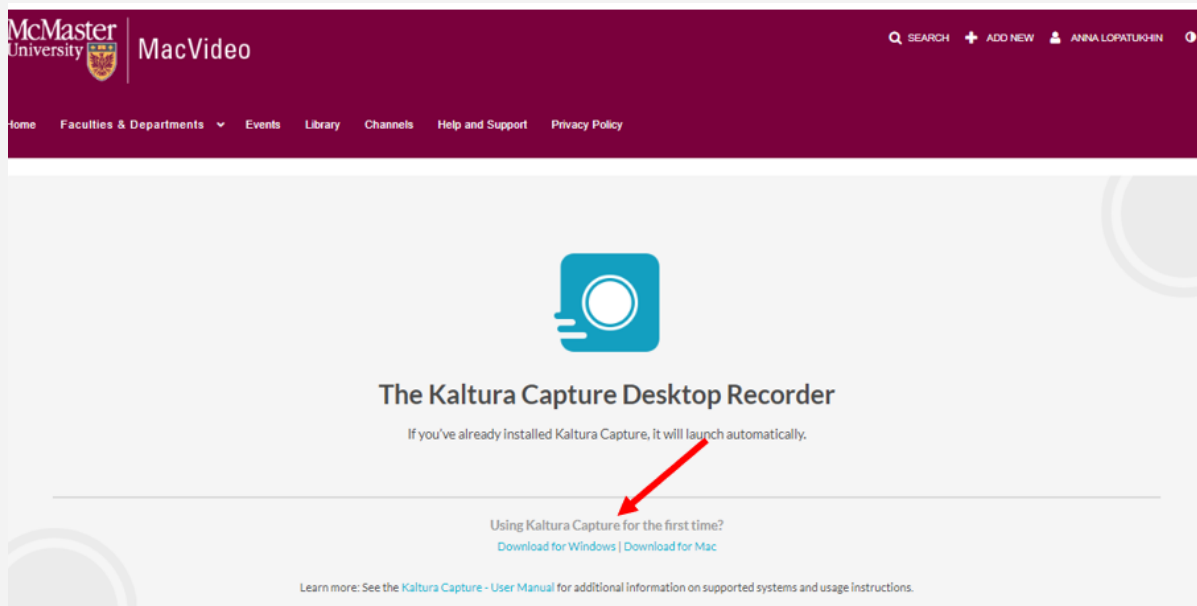 McMaster
University
MacVideo
SEARCH ADD NEW ANNA LOPATUKHIN
Home Faculties & Departments Events Library Channels Help and Support Privacy Policy
The Kaltura Capture Desktop Recorder
If you've already installed Kaltura Capture, it will launch automatically.
Using Kaltura Capture for the first time?
Download for Windows | Download for Mac
Learn more: See the Kaltura Capture - User Manual for additional information on supported systems and usage instructions.